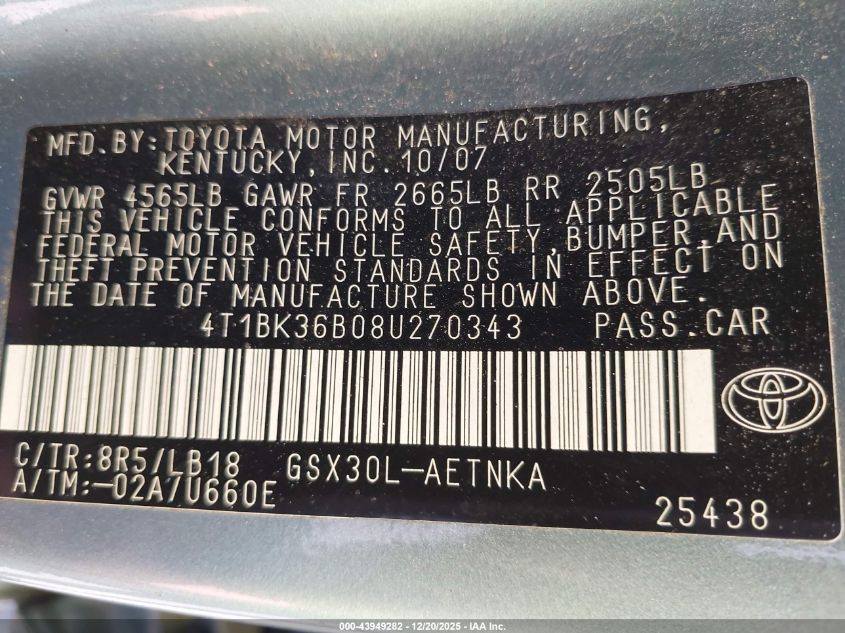 MFD.BY:TOYOTA MOTOR MANUFACTURING,
KENTUCKY,INC.10/07
GVWR 4565LB GAWR FR 2665LB RR 2505LB
THIS VEHICLE CONFORMS TO ALL APPLICABLE
FEDERAL MOTOR VEHICLE SAFETY,BUMPER,AND
THEFT PREVENTION STANDARDS IN EFFECT ON
THE DATE OF MANUFACTURE SHOWN ABOVE.
4T1BK36B08U270343 PASS.CAR
C/TR:8R5/LB18 GSX30L-AETNKA
A/TM:-02A/U660E
25438
000-43949282 - 12/20/2025 - IAA Inc.